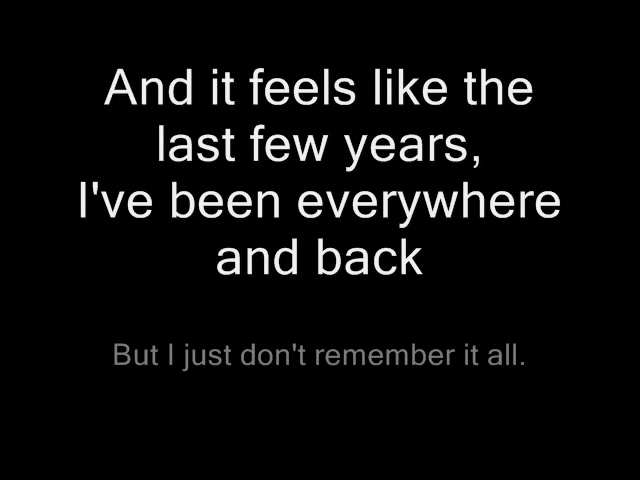 And it feels like the
last few years,
I've been everywhere
and back
But I just don't remember it all.